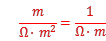 m / (Ω · m²) = 1 / (Ω · m)